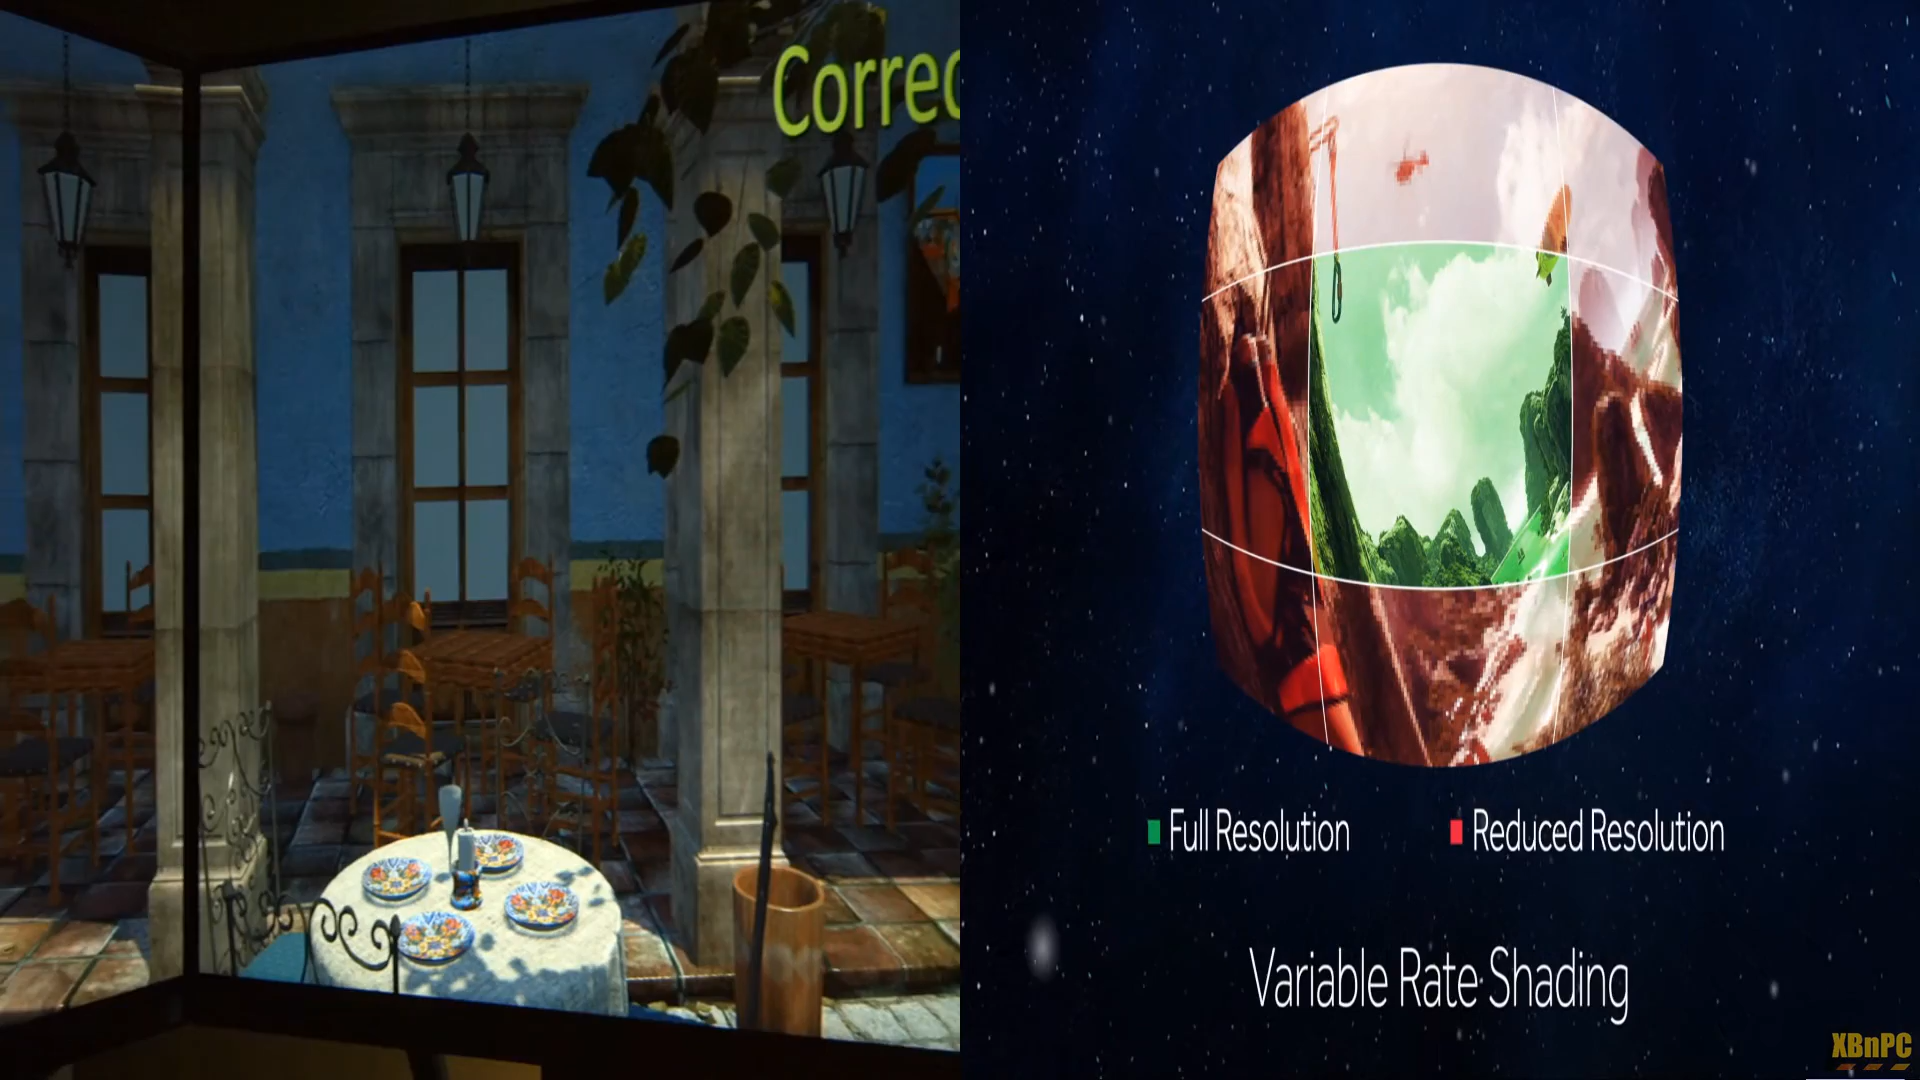 Correc
Full Resolution
Reduced Resolution
Variable Rate Shading
XBnPC